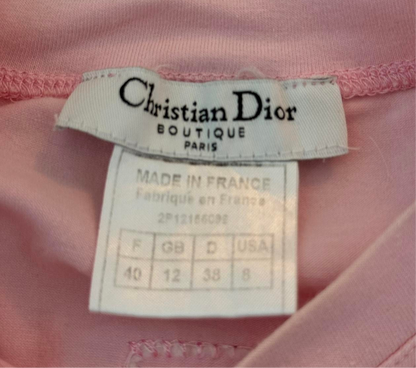 Christian Dior
BOUTIQUE
PARIS
MADE IN FRANCE
Fabriqué en France
F GB D USA
40 12 38 8